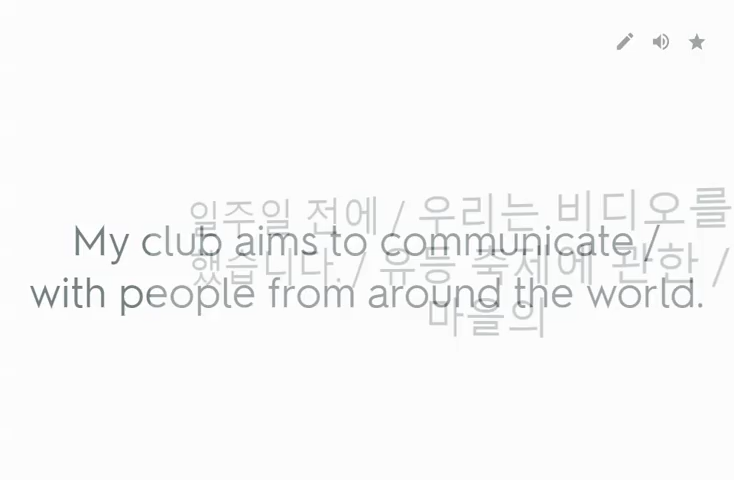 일주일 전에 / 우리는 비디오를
My club aims to communicate /
했습니다. / 유등 축제에 관한 /
with people from around the world.
마을의